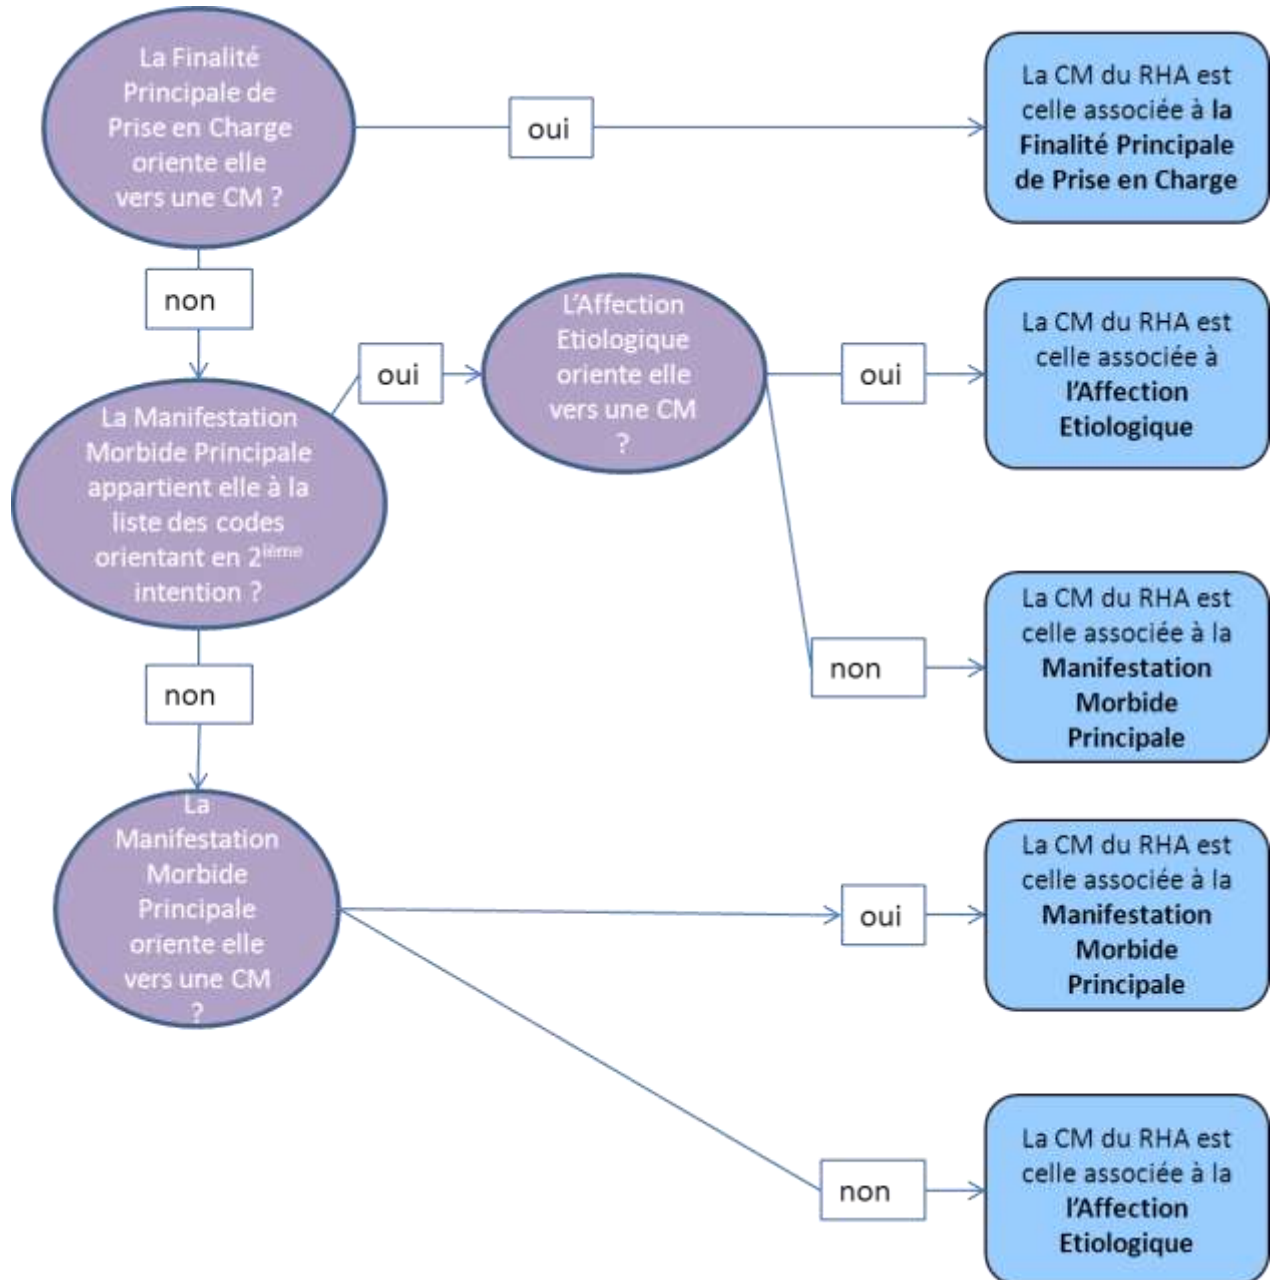 La Finalité
Principale de
Prise en Charge
oriente elle
vers une CM ?
oui
La CM du RHA est
celle associée à la
Finalité Principale
de Prise en Charge
non
La Manifestation
Morbide Principale
appartient elle à la
liste des codes
orientant en 2ième
intention ?
oui
L'Affection
Etiologique
oriente elle
vers une CM
?
oui
La CM du RHA est
celle associée à
l'Affection
Etiologique
non
La CM du RHA est
celle associée à la
Manifestation
Morbide
Principale
non
La
Manifestation
Morbide
Principale
oriente elle
vers une CM
?
oui
La CM du RHA est
celle associée à la
Manifestation
Morbide
Principale
non
La CM du RHA est
celle associée à la
l'Affection
Etiologique